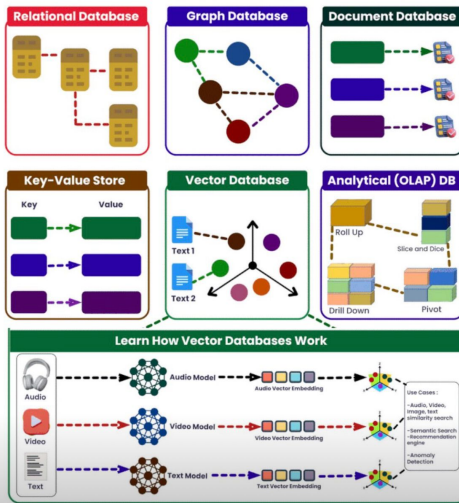 Relational Database
Graph Database
Document Database
Key-Value Store
Key
Value
Vector Database
Text 1
Text 2
Analytical (OLAP) DB
Roll Up
Slice and Dice
Drill Down
Pivot
Learn How Vector Databases Work
Audio
Audio Model
Audio Vector Embedding
Video
Video Model
Video Vector Embedding
Text
Text Model
Text Vector Embedding
Use Cases :
-Audio, Video,
Image, text
similarity search
-Semantic Search
-Recommendation
engine
-Anomaly
Detection